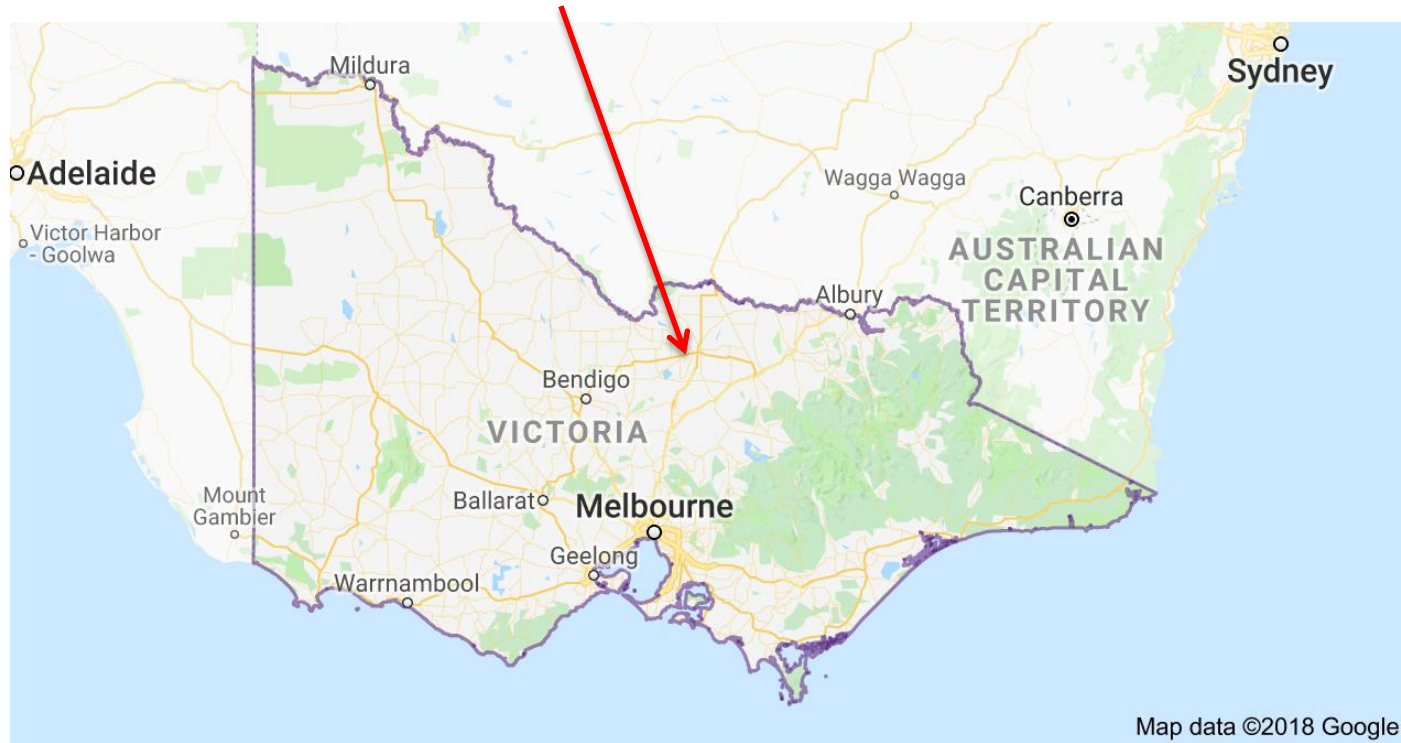 Mildura
Sydney
Adelaide
Wagga Wagga
Canberra
Victor Harbor
- Goolwa
AUSTRALIAN
CAPITAL
TERRITORY
Albury
Bendigo
VICTORIA
Mount
Gambier
Ballarat
Melbourne
Geelong
Warrnambool
Map data ©2018 Google